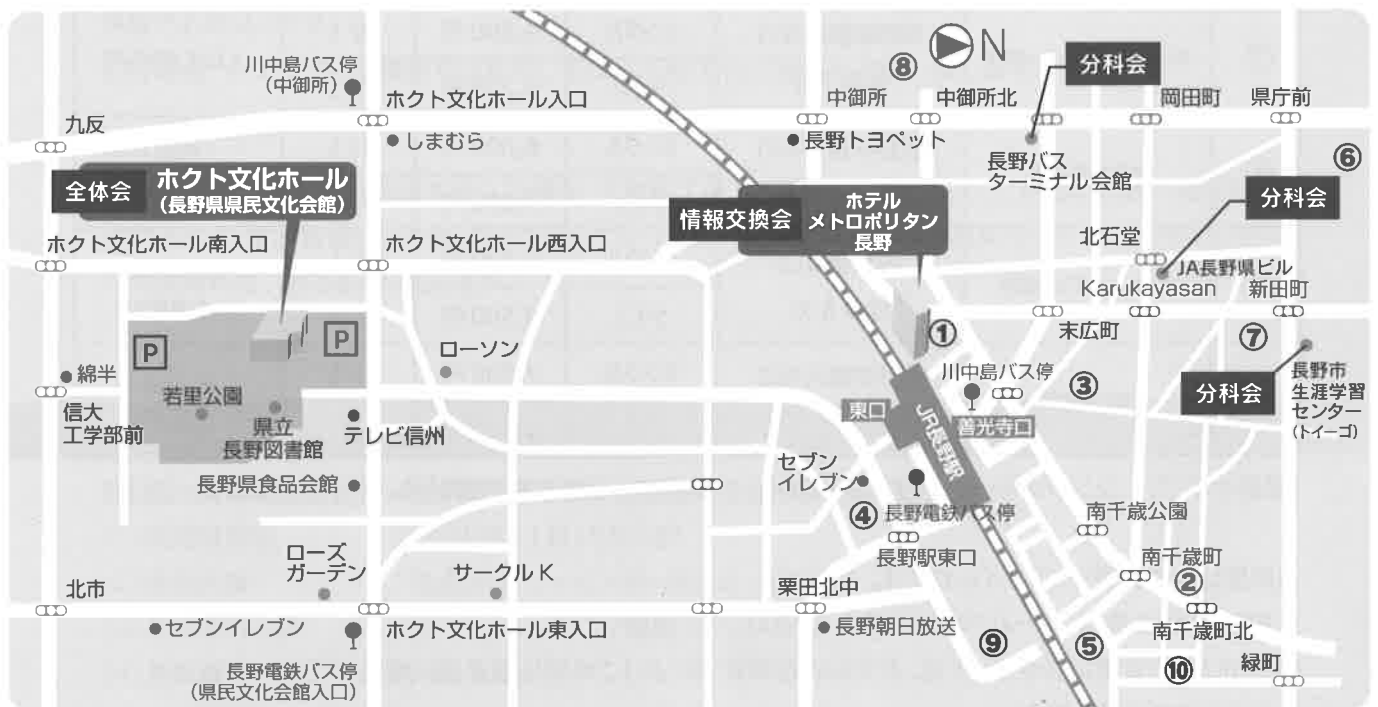 川中島バス停
(中御所)
ホクト文化ホール入口
⑧
N
中御所
中御所北
分科会
岡田町
県庁前
九反
しまむら
長野トヨペット
長野バス
ターミナル会館
⑥
全体会
ホクト文化ホール
(長野県県民文化会館)
情報交換会
ホテル
メトロポリタン
長野
分科会
ホクト文化ホール南入口
ホクト文化ホール西入口
北石堂
JA長野県ビル
Karukayasan
新田町
末広町
①
⑦
P
P
ローソン
綿半
川中島バス停
③
分科会
長野市
生涯学習
センター
(トイーゴ)
若里公園
信大
工学部前
県立
長野図書館
テレビ信州
東口
JR長野駅
善光寺口
長野県食品会館
セブン
イレブン
④
長野電鉄バス停
南千歳公園
長野駅東口
ローズ
ガーデン
サークルK
南千歳町
②
北市
栗田北中
セブンイレブン
ホクト文化ホール東入口
長野朝日放送
⑨
⑤
南千歳町北
長野電鉄バス停
(県民文化会館入口)
⑩
緑町